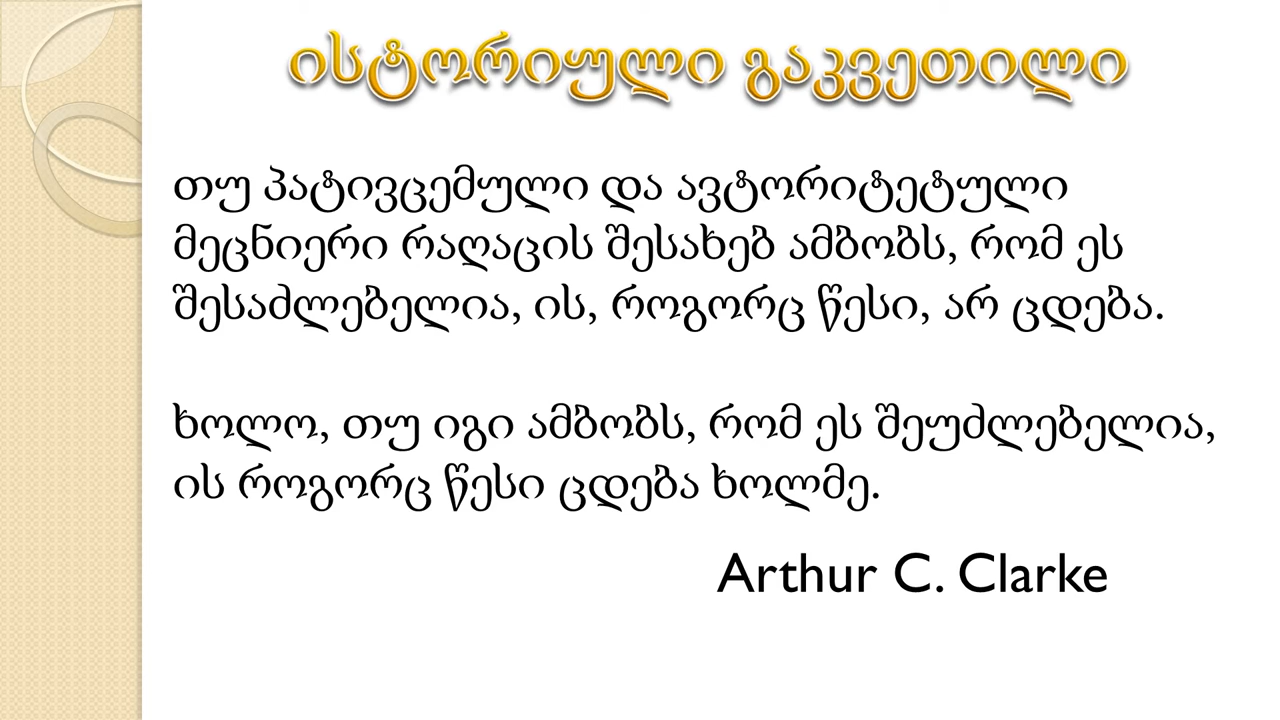 ისტორიული გაკვეთილი
თუ პატივცემული და ავტორიტეტული
მეცნიერი რაღაცის შესახებ ამბობს, რომ ეს
შესაძლებელია, ის, როგორც წესი, არ ცდება.
ხოლო, თუ იგი ამბობს, რომ ეს შეუძლებელია,
ის როგორც წესი ცდება ხოლმე.
Arthur C. Clarke